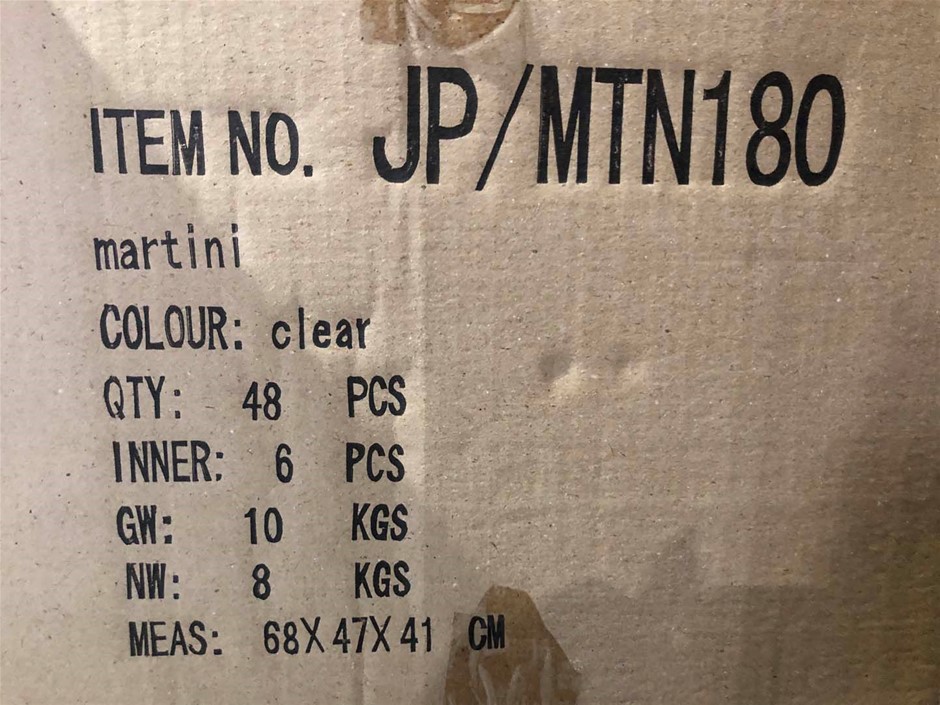 ITEM NO. JP/MTN180
martini
COLOUR: clear
QTY: 48 PCS
INNER: 6 PCS
GW: 10 KGS
NW: 8 KGS
MEAS: 68X47X41 CM